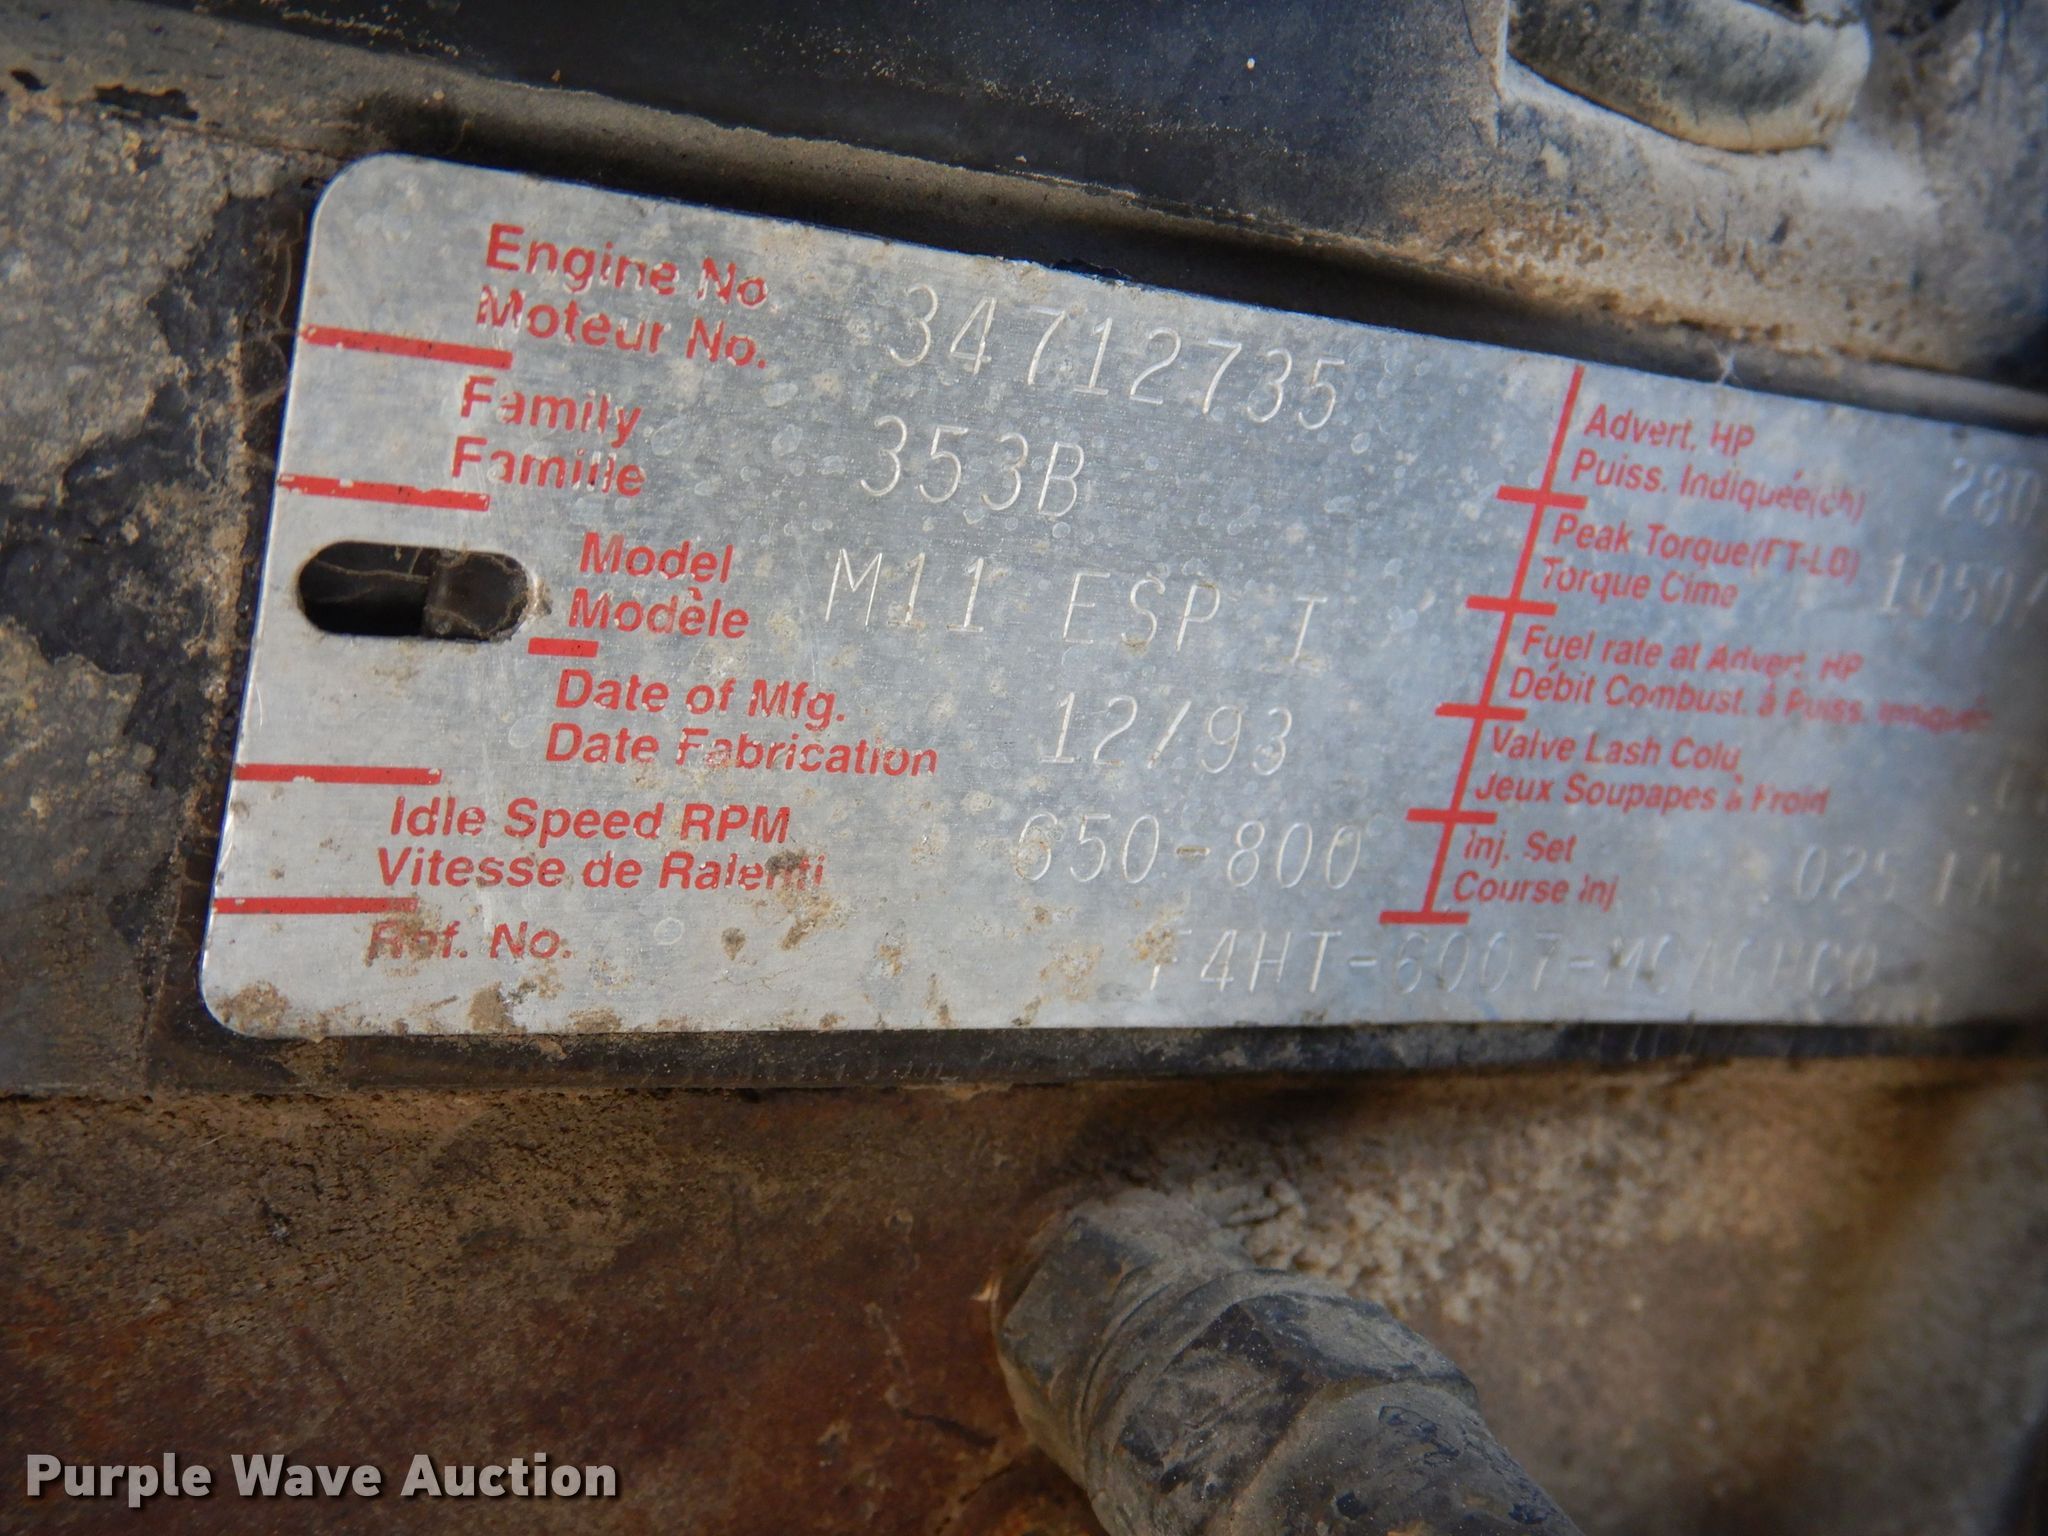 Engine No.
Moteur No. 34712735
Family
Famille 353B
Model
Modèle M11 ESP I
Date of Mfg.
Date Fabrication 12/93
Idle Speed RPM
Vitesse de Ralenti 650-800
Ref. No.
Advert. HP
Puiss. Indiquée(ch)
Peak Torque(FT-LB)
Torque Cime 1050/
Fuel rate at Advert. HP
Débit Combust. à Puiss. Indiquée
Valve Lash Cold
Jeux Soupapes à Froid
Inj. Set
Course Inj .025
Purple Wave Auction